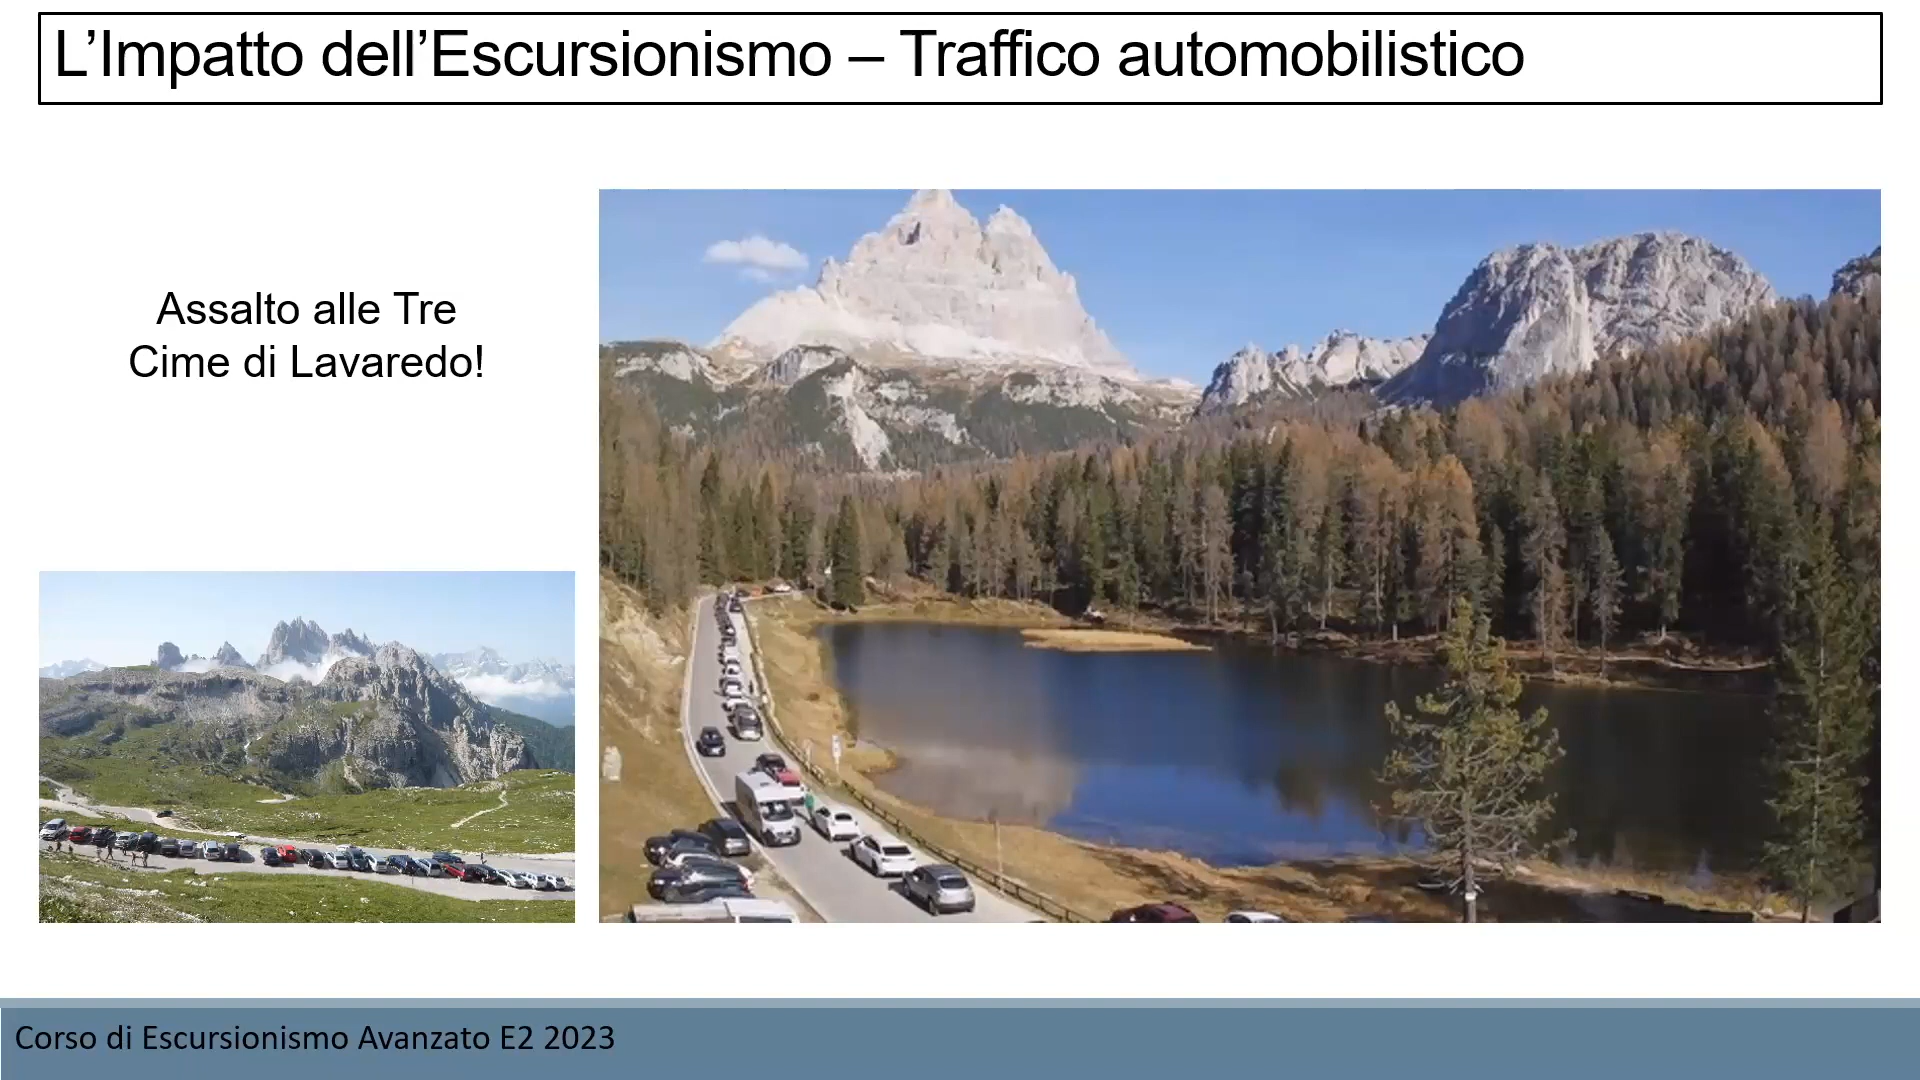 L’Impatto dell’Escursionismo – Traffico automobilistico
Assalto alle Tre
Cime di Lavaredo!
Corso di Escursionismo Avanzato E2 2023